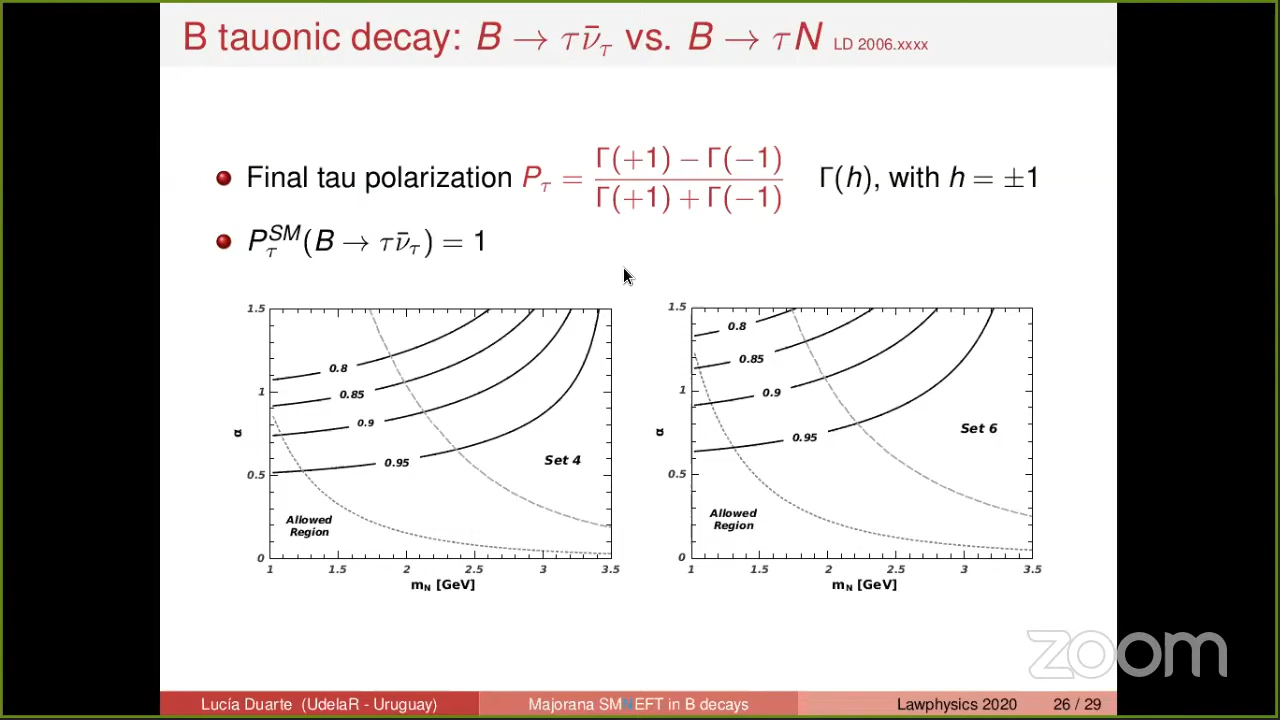 B tauonic decay: B → τν̄_τ vs. B → τN LD 2006.xxxx
Final tau polarization P_τ = (Γ(+1) − Γ(−1)) / (Γ(+1) + Γ(−1)) Γ(h), with h = ±1
P_τ^SM(B → τν̄_τ) = 1
1.5
1
0.5
0
α
0.8
0.85
0.9
0.95
Set 4
Allowed
Region
1 1.5 2 2.5 3 3.5
m_N [GeV]
1.5
1
0.5
0
α
0.8
0.85
0.9
0.95
Set 6
Allowed
Region
1 1.5 2 2.5 3 3.5
m_N [GeV]
zoom
Lucía Duarte (UdelaR - Uruguay) Majorana SMNEFT in B decays Lawphysics 2020 26 / 29